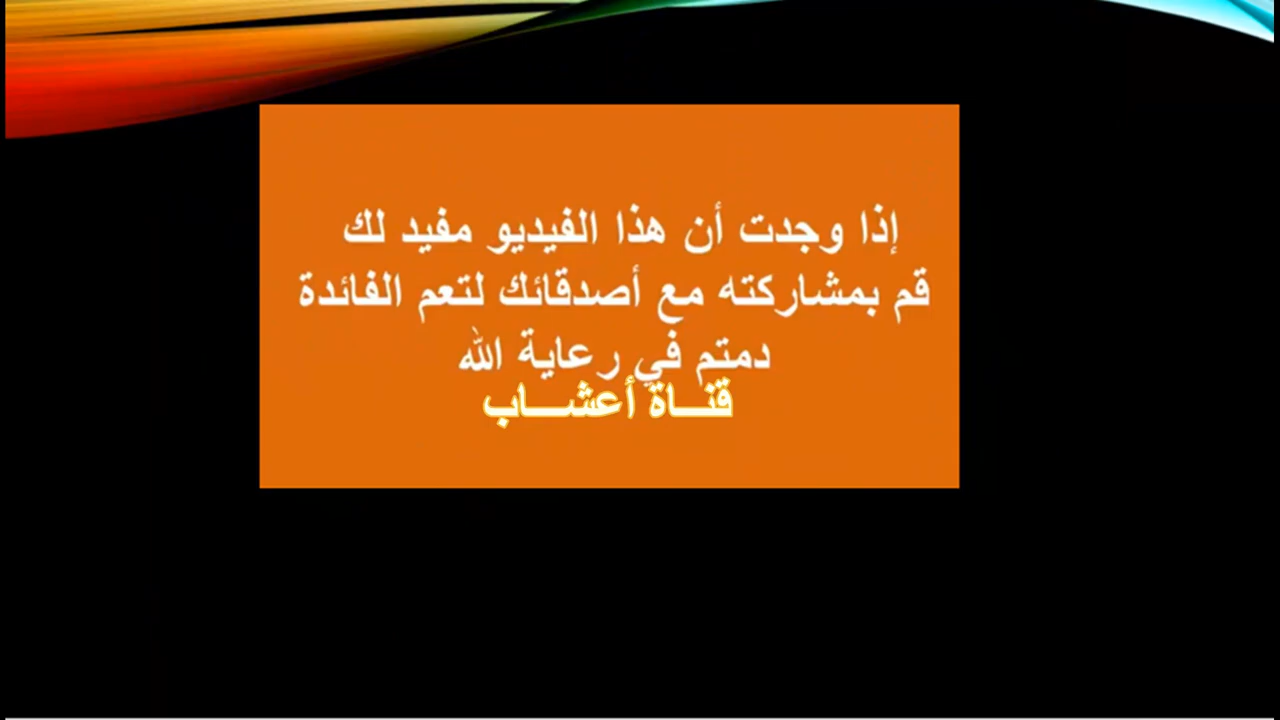 إذا وجدت أن هذا الفيديو مفيد لك
قم بمشاركته مع أصدقائك لتعم الفائدة
دمتم في رعاية الله
قنـــاة أعشـــاب